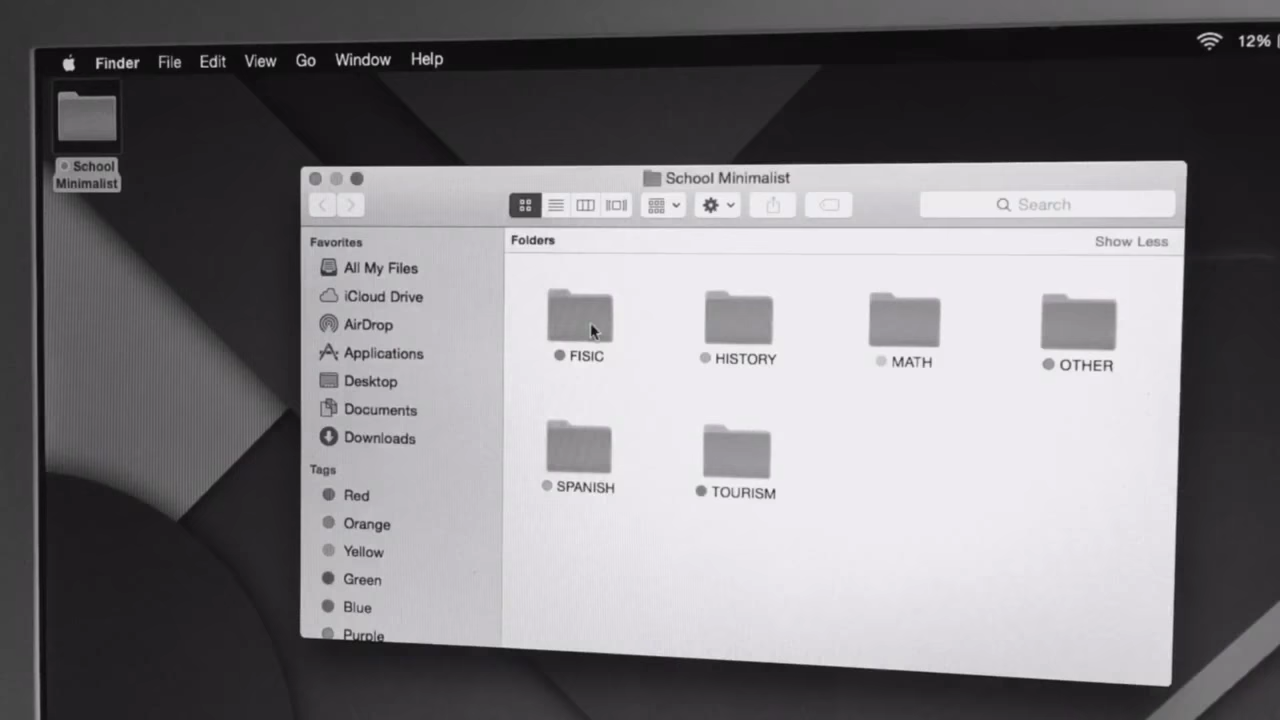 Finder File Edit View Go Window Help
12%
School
Minimalist
School Minimalist
Search
Favorites
All My Files
iCloud Drive
AirDrop
Applications
Desktop
Documents
Downloads
Tags
Red
Orange
Yellow
Green
Blue
Purple
Folders
Show Less
FISIC
HISTORY
MATH
OTHER
SPANISH
TOURISM